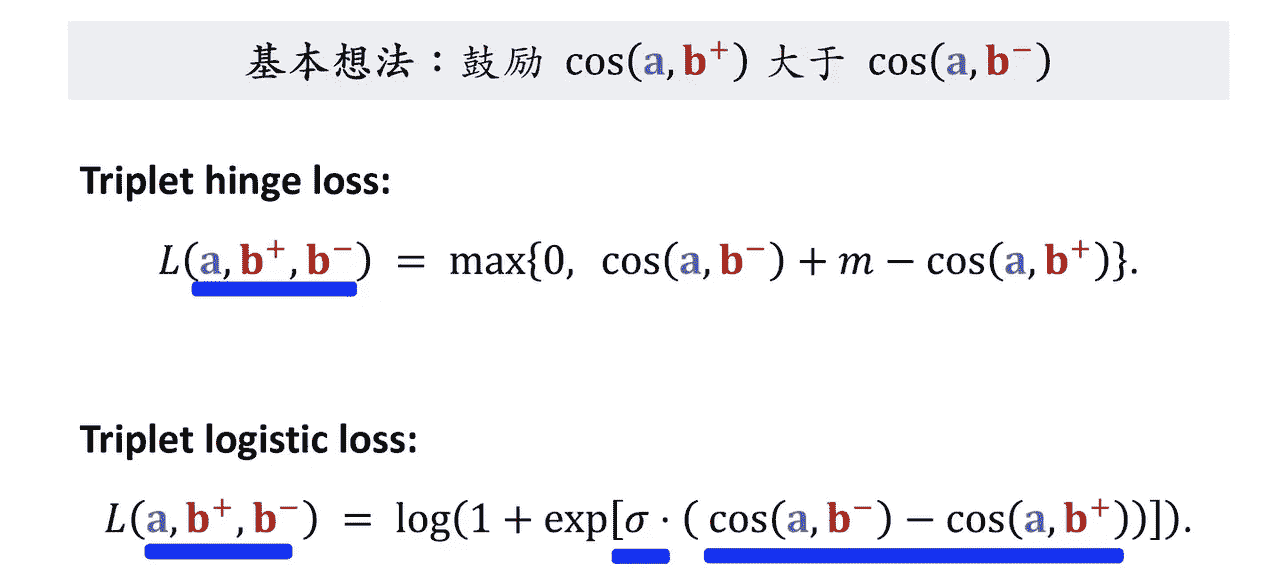 基本想法：鼓励 cos(a, b⁺) 大于 cos(a, b⁻)
Triplet hinge loss:
L(a, b⁺, b⁻) = max{0, cos(a, b⁻) + m − cos(a, b⁺)}.
Triplet logistic loss:
L(a, b⁺, b⁻) = log(1 + exp[σ · ( cos(a, b⁻) − cos(a, b⁺))]).